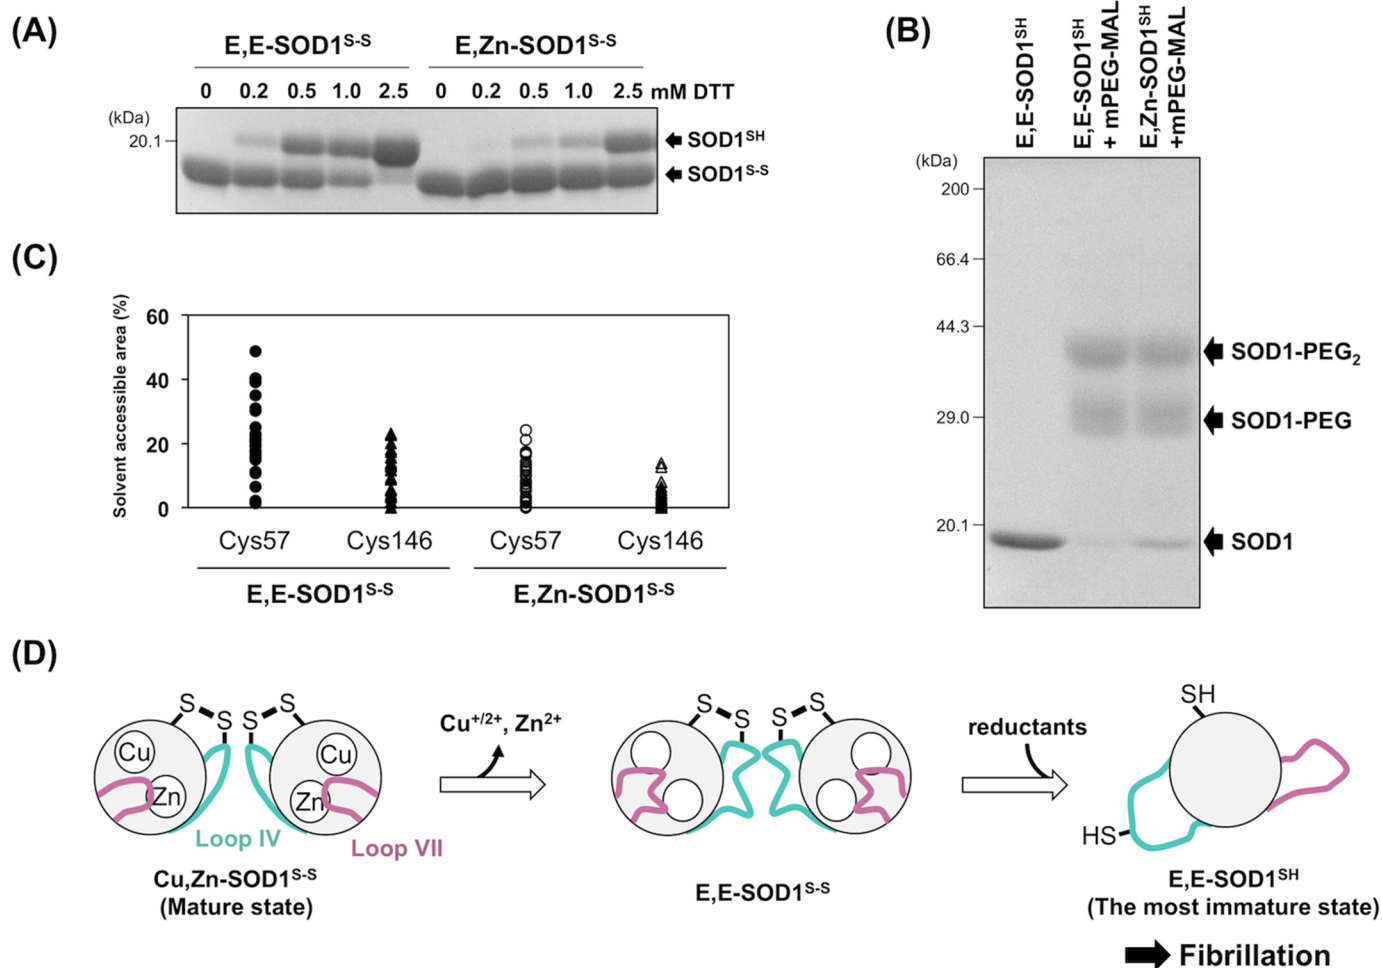 (A)
E,E-SOD1S-S E,Zn-SOD1S-S
0 0.2 0.5 1.0 2.5 0 0.2 0.5 1.0 2.5 mM DTT
(kDa)
20.1
SOD1SH
SOD1S-S
(B)
E,E-SOD1SH
E,E-SOD1SH
+ mPEG-MAL
E,Zn-SOD1SH
+mPEG-MAL
(kDa)
200
66.4
44.3
29.0
20.1
SOD1-PEG2
SOD1-PEG
SOD1
(C)
Solvent accessible area (%)
60
40
20
0
Cys57 Cys146 Cys57 Cys146
E,E-SOD1S-S E,Zn-SOD1S-S
(D)
S S S S
Cu Cu
Zn Zn
Loop IV
Loop VII
Cu,Zn-SOD1S-S
(Mature state)
Cu+/2+, Zn2+
S S S S
E,E-SOD1S-S
reductants
SH
HS
E,E-SOD1SH
(The most immature state)
Fibrillation